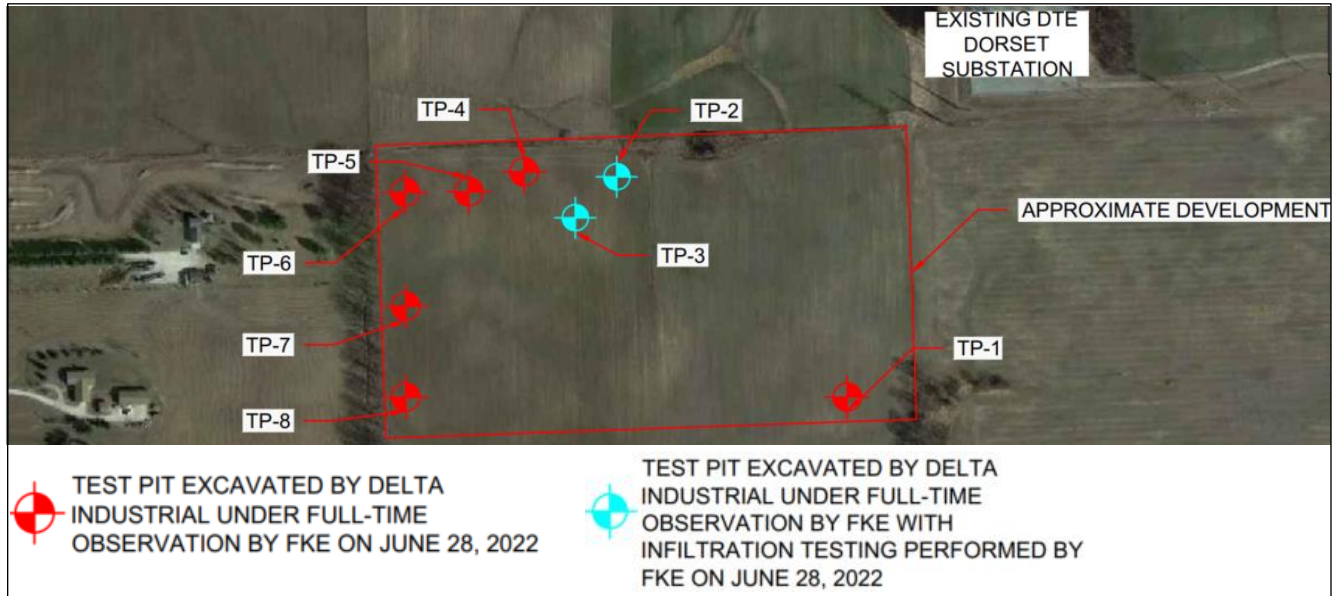 EXISTING DTE
DORSET
SUBSTATION
TP-4
TP-2
TP-5
APPROXIMATE DEVELOPMENT
TP-6
TP-3
TP-7
TP-1
TP-8
TEST PIT EXCAVATED BY DELTA
INDUSTRIAL UNDER FULL-TIME
OBSERVATION BY FKE ON JUNE 28, 2022
TEST PIT EXCAVATED BY DELTA
INDUSTRIAL UNDER FULL-TIME
OBSERVATION BY FKE WITH
INFILTRATION TESTING PERFORMED BY
FKE ON JUNE 28, 2022